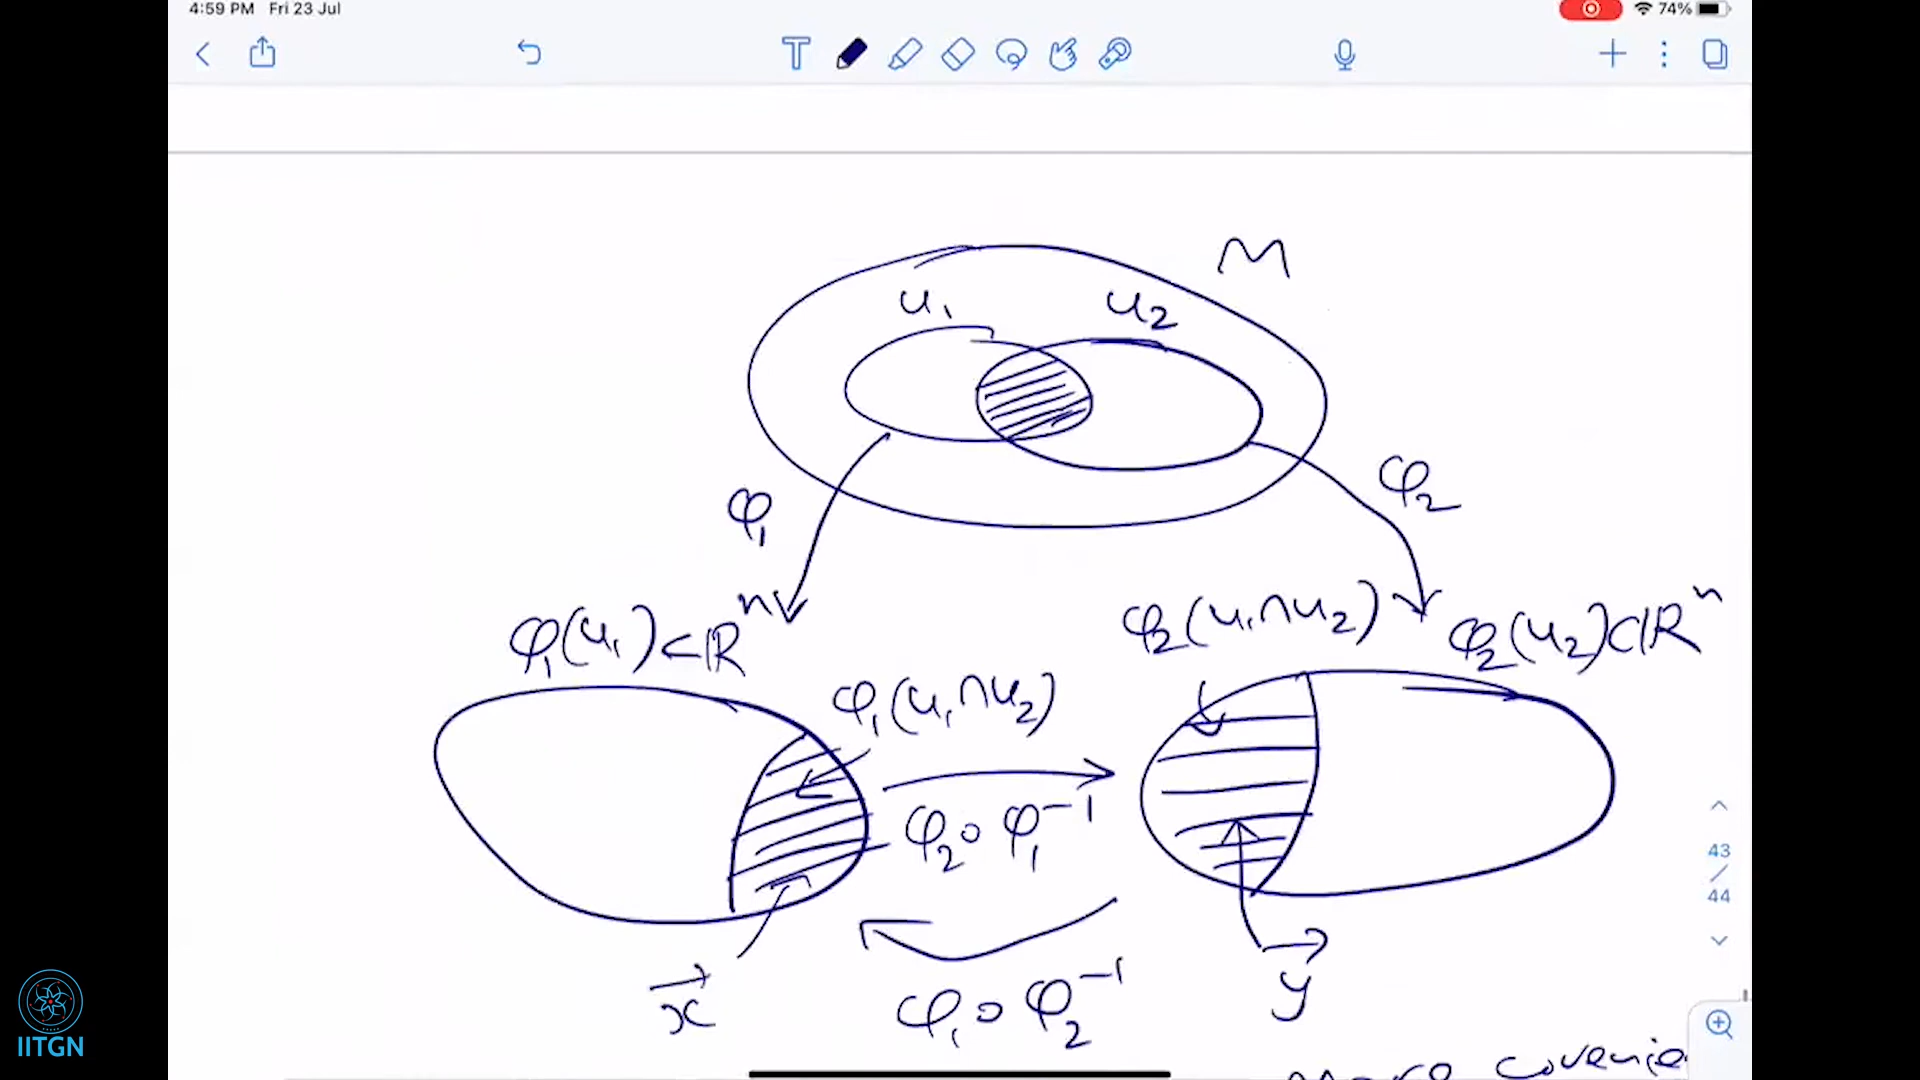 4:59 PM Fri 23 Jul
74%
T
M
u₁ u₂
φ₁
φ₂
φ₁(u₁)⊂ℝⁿ
φ₂(u₁∩u₂)
φ₂(u₂)⊂ℝⁿ
φ₁(u₁∩u₂)
φ₂∘φ₁⁻¹
43
/
44
x⃗
φ₁∘φ₂⁻¹
y⃗
IITGN
more